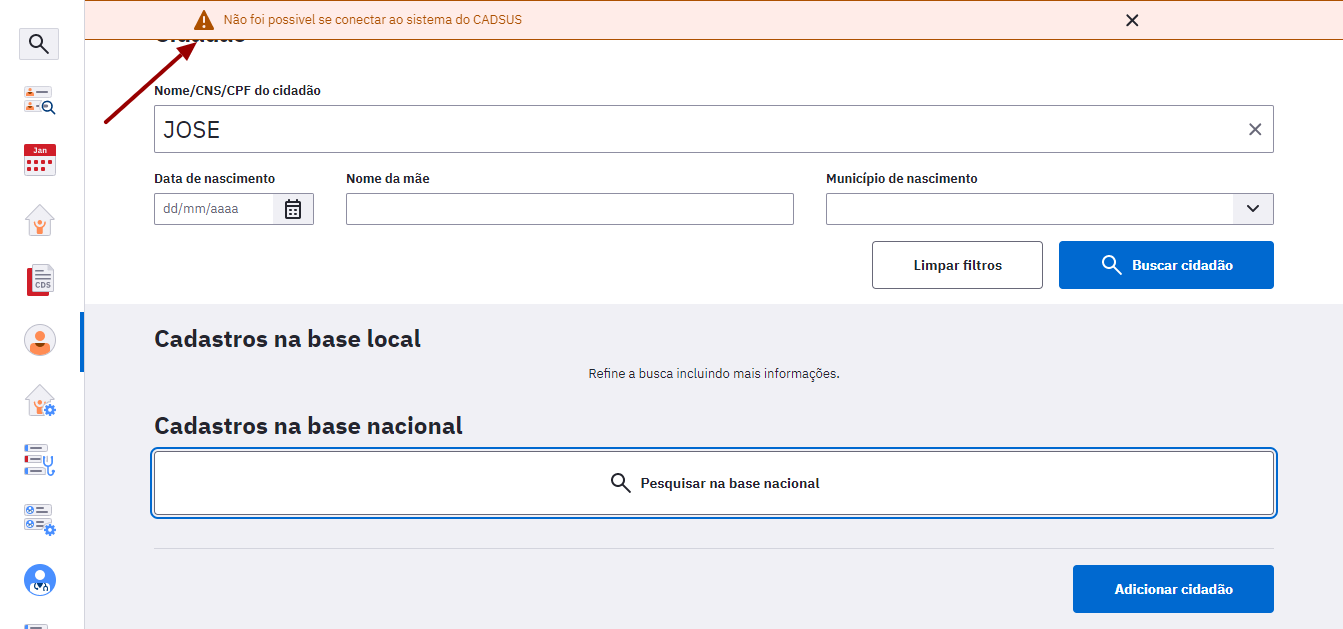 Não foi possivel se conectar ao sistema do CADSUS
Cidadão
Nome/CNS/CPF do cidadão
JOSE
Data de nascimento
Nome da mãe
Município de nascimento
dd/mm/aaaa
Limpar filtros
Buscar cidadão
Cadastros na base local
Refine a busca incluindo mais informações.
Cadastros na base nacional
Pesquisar na base nacional
Adicionar cidadão
Jan
CDS